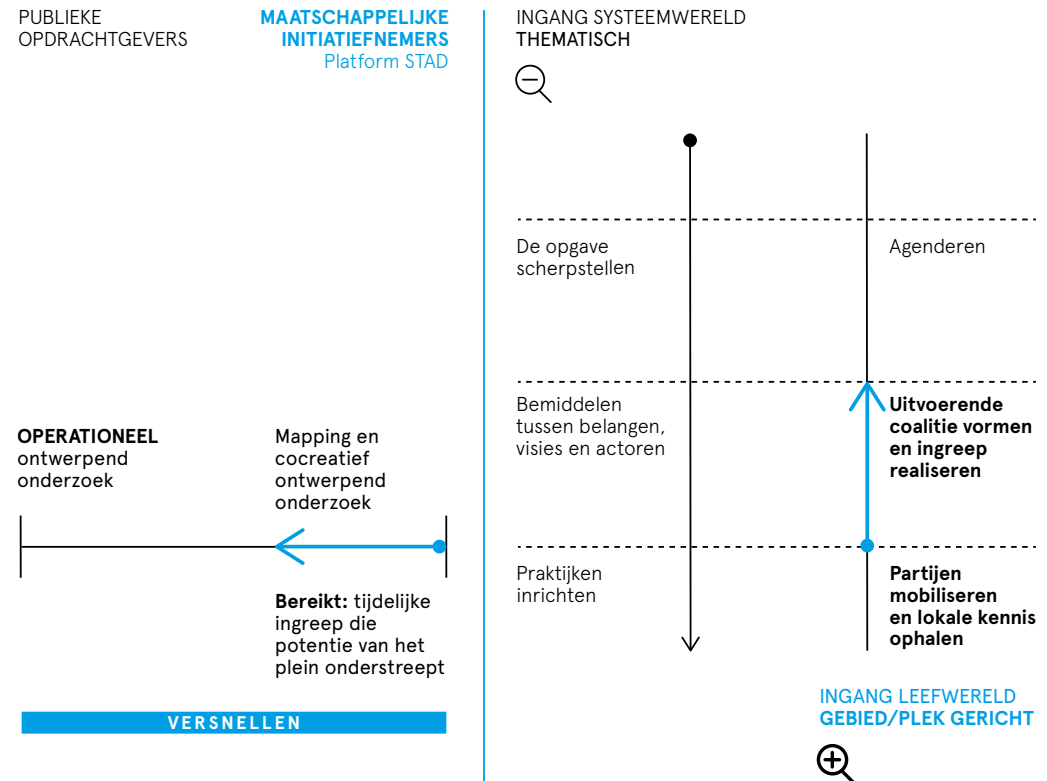 PUBLIEKE
OPDRACHTGEVERS
MAATSCHAPPELIJKE
INITIATIEFNEMERS
Platform STAD
OPERATIONEEL
ontwerpend
onderzoek
Mapping en
cocreatief
ontwerpend
onderzoek
Bereikt: tijdelijke
ingreep die
potentie van het
plein onderstreept
VERSNELLEN
INGANG SYSTEEMWERELD
THEMATISCH
De opgave
scherpstellen
Agenderen
Bemiddelen
tussen belangen,
visies en actoren
Uitvoerende
coalitie vormen
en ingreep
realiseren
Praktijken
inrichten
Partijen
mobiliseren
en lokale kennis
ophalen
INGANG LEEFWERELD
GEBIED/PLEK GERICHT